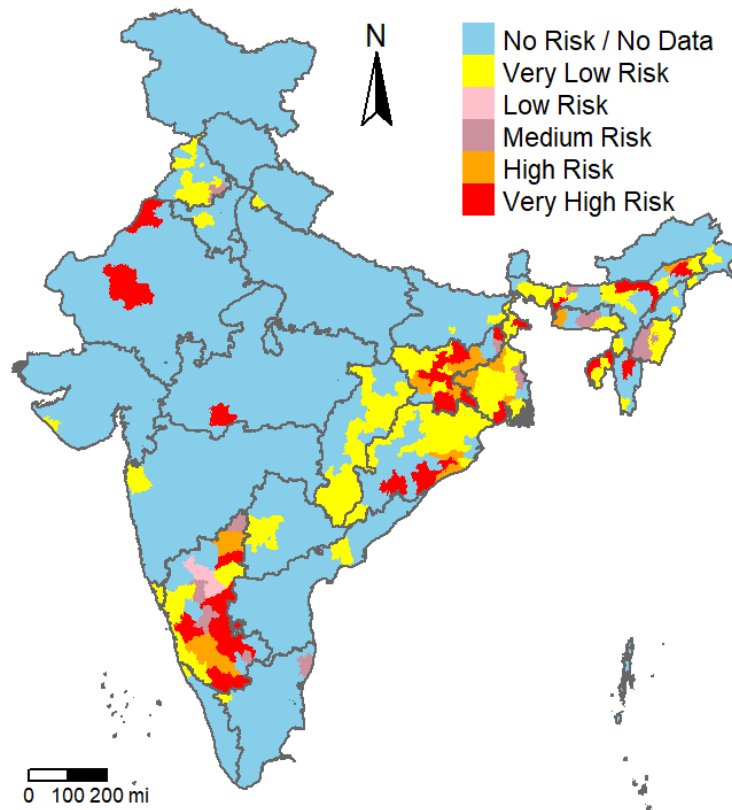 N
No Risk / No Data
Very Low Risk
Low Risk
Medium Risk
High Risk
Very High Risk
0 100 200 mi